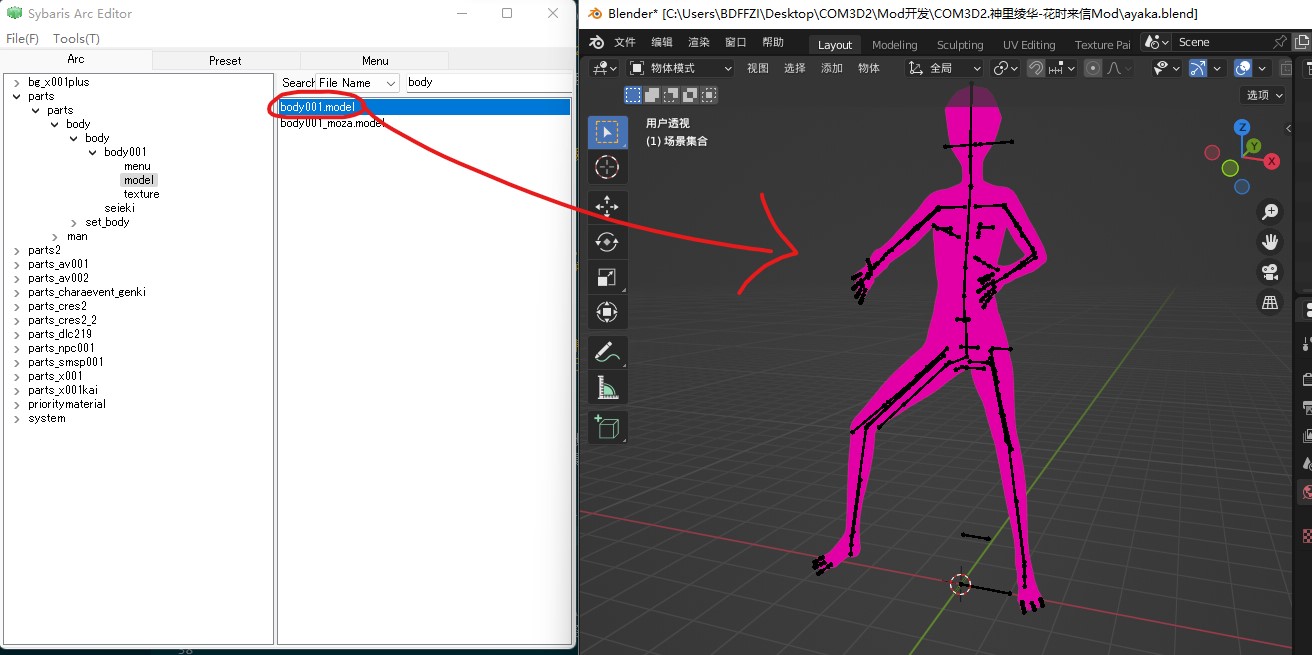 Sybaris Arc Editor
File(F) Tools(T)
Arc Preset Menu
bg_x001plus
parts
parts
body
body
body001
menu
model
texture
seieki
set_body
man
parts2
parts_av001
parts_av002
parts_charaevent_genki
parts_cres2
parts_cres2_2
parts_dlc219
parts_npc001
parts_smsp001
parts_x001
parts_x001kai
prioritymaterial
system
Search File Name body
body001.model
body001_moza.model
Blender* [C:\Users\BDFFZI\Desktop\COM3D2\Mod开发\COM3D2.神里绫华-花时来信Mod\ayaka.blend]
文件 编辑 渲染 窗口 帮助 Layout Modeling Sculpting UV Editing Texture Pai Scene
物体模式 视图 选择 添加 物体 全局
选项
用户透视
(1) 场景集合
Z
Y
X
58